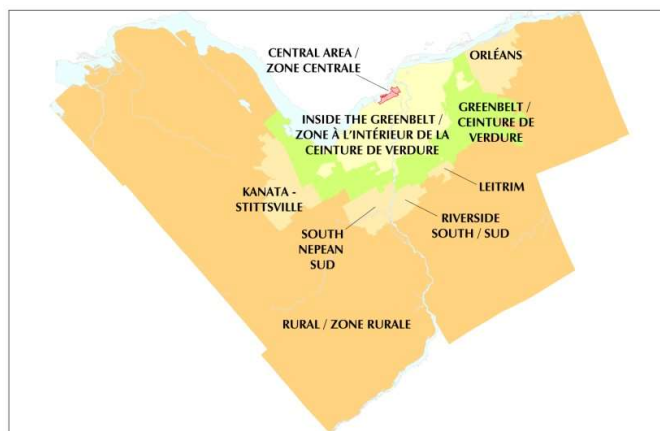 CENTRAL AREA /
ZONE CENTRALE
ORLÉANS
INSIDE THE GREENBELT /
ZONE À L'INTÉRIEUR DE LA
CEINTURE DE VERDURE
GREENBELT /
CEINTURE DE
VERDURE
KANATA -
STITTSVILLE
LEITRIM
SOUTH
NEPEAN
SUD
RIVERSIDE
SOUTH / SUD
RURAL / ZONE RURALE